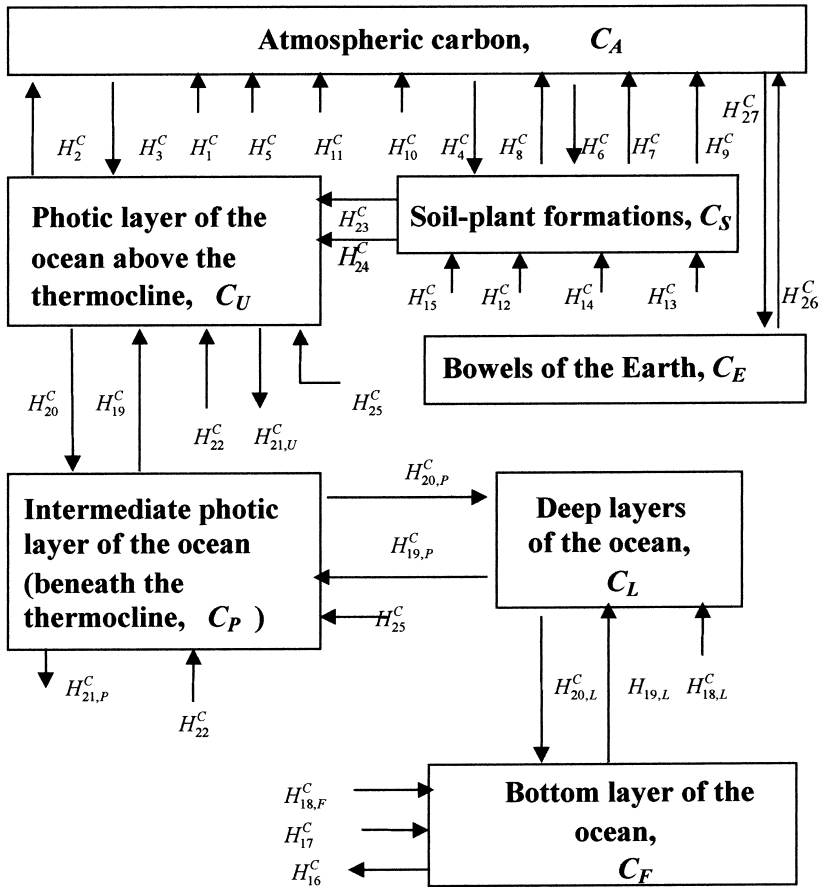 Atmospheric carbon, C_A
H_2^C H_3^C H_1^C H_5^C H_11^C H_10^C H_4^C H_8^C H_6^C H_7^C H_9^C H_27^C
Photic layer of the
ocean above the
thermocline, C_U
H_23^C
H_24^C
Soil-plant formations, C_S
H_15^C H_12^C H_14^C H_13^C H_26^C
Bowels of the Earth, C_E
H_20^C H_19^C H_22^C H_21,U^C H_25^C
Intermediate photic
layer of the ocean
(beneath the
thermocline, C_P )
H_20,P^C
H_19,P^C
H_25^C
Deep layers
of the ocean,
C_L
H_21,P^C H_22^C
H_20,L^C H_19,L H_18,L^C
H_18,F^C
H_17^C
H_16^C
Bottom layer of the
ocean,
C_F